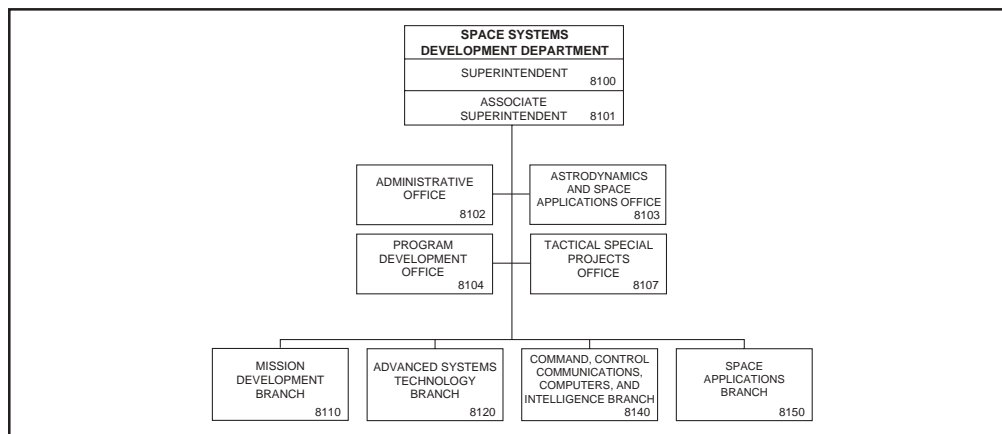 SPACE SYSTEMS
DEVELOPMENT DEPARTMENT
SUPERINTENDENT
8100
ASSOCIATE
SUPERINTENDENT
8101
ADMINISTRATIVE
OFFICE
8102
ASTRODYNAMICS
AND SPACE
APPLICATIONS OFFICE
8103
PROGRAM
DEVELOPMENT
OFFICE
8104
TACTICAL SPECIAL
PROJECTS
OFFICE
8107
MISSION
DEVELOPMENT
BRANCH
8110
ADVANCED SYSTEMS
TECHNOLOGY
BRANCH
8120
COMMAND, CONTROL
COMMUNICATIONS,
COMPUTERS, AND
INTELLIGENCE BRANCH
8140
SPACE
APPLICATIONS
BRANCH
8150